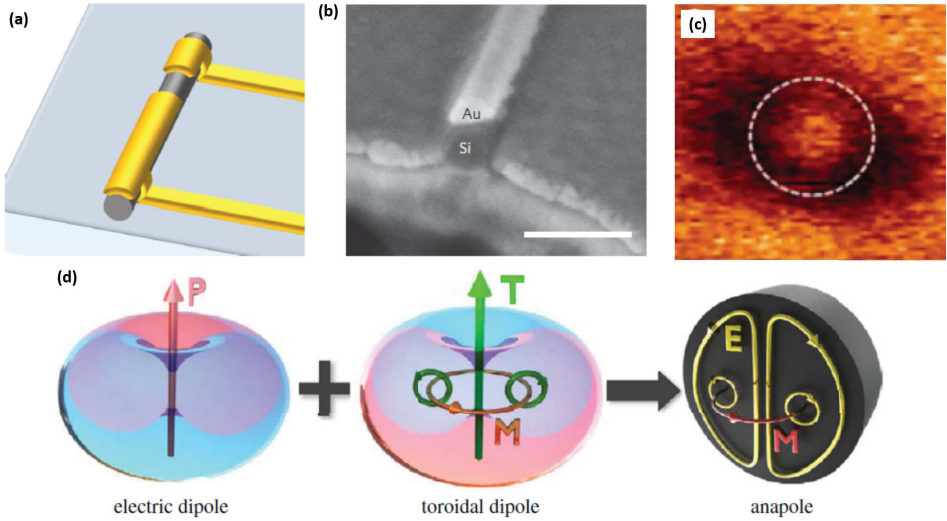 (a)
(b)
(c)
Au
Si
(d)
P
T
E
M
M
electric dipole
toroidal dipole
anapole